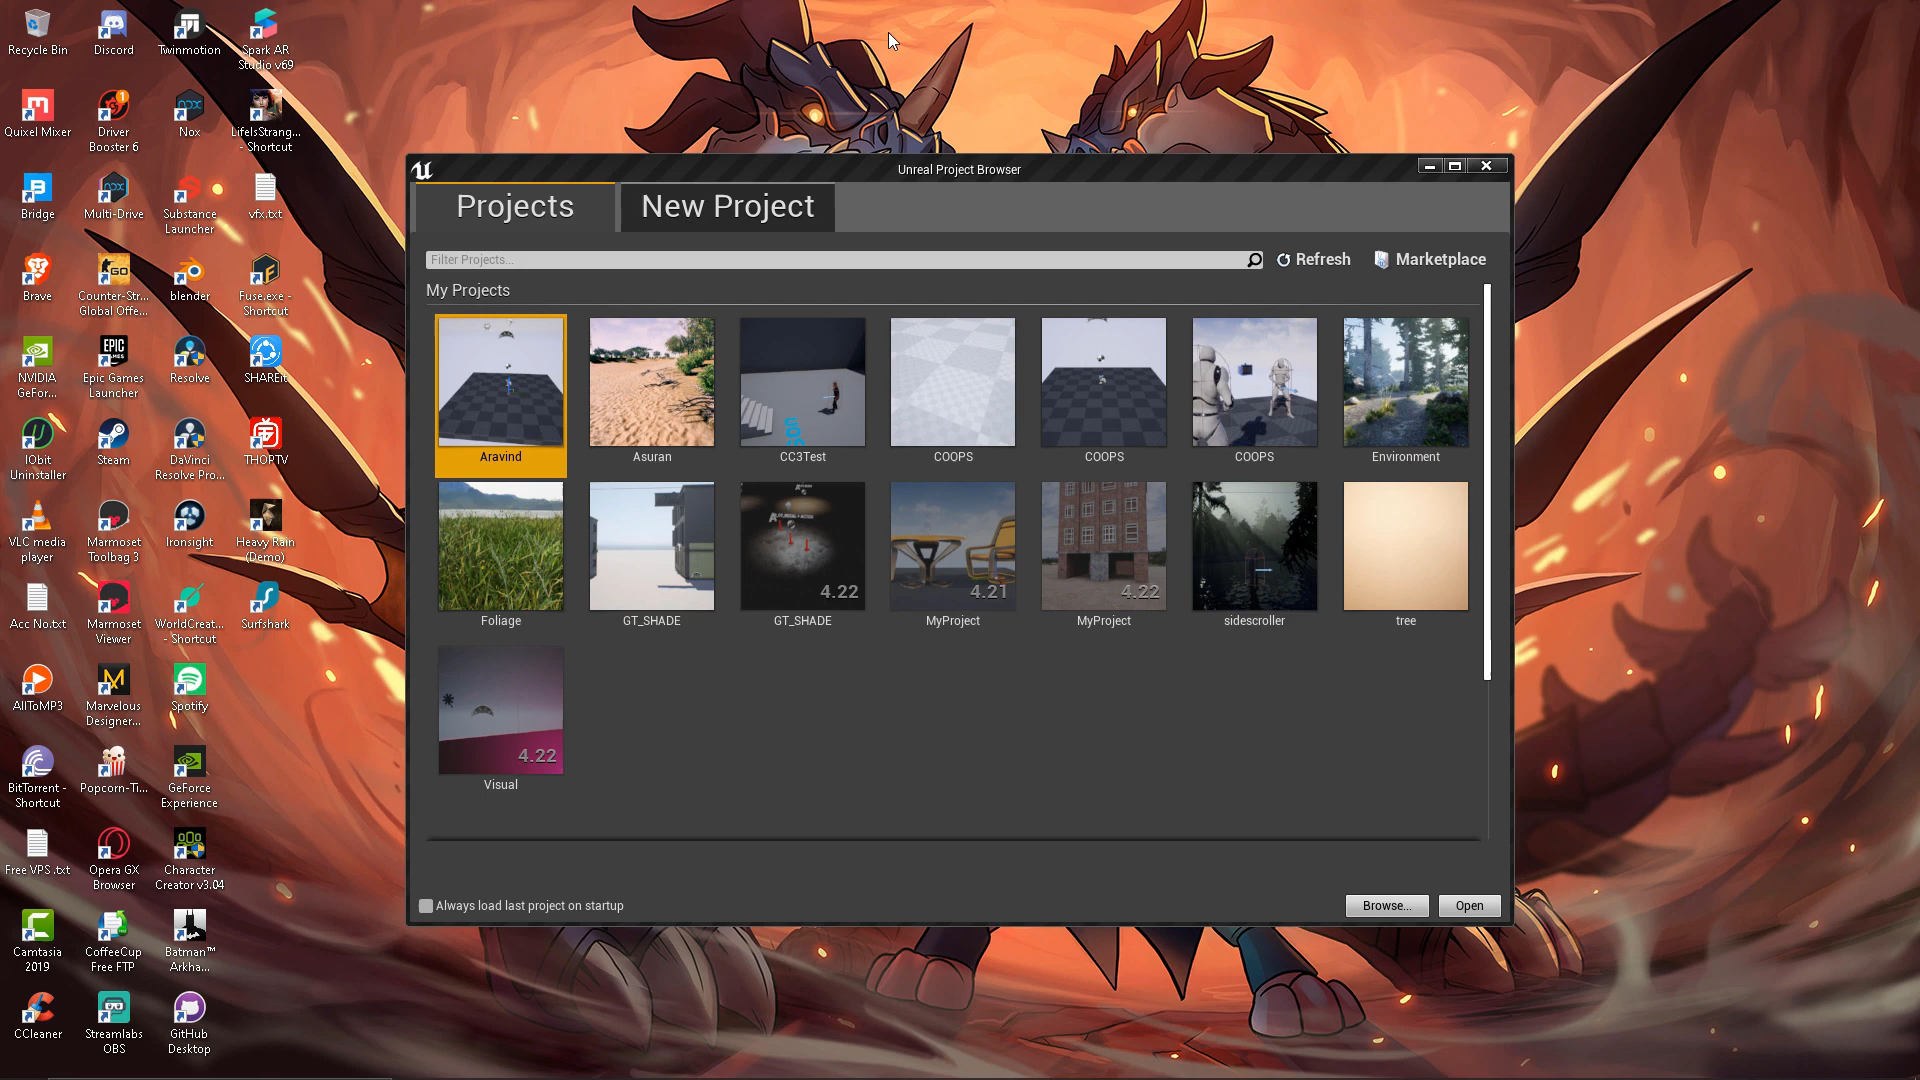 Recycle Bin
Discord
Twinmotion
Spark AR
Studio v69
Quixel Mixer
Driver
Booster 6
Nox
LifeIsStrang...
- Shortcut
Bridge
Multi-Drive
Substance
Launcher
vfx.txt
Brave
Counter-Str...
Global Offe...
blender
Fuse.exe -
Shortcut
NVIDIA
GeFor...
Epic Games
Launcher
Resolve
SHAREit
IObit
Uninstaller
Steam
DaVinci
Resolve Pro...
THOPTV
VLC media
player
Marmoset
Toolbag 3
Ironsight
Heavy Rain
(Demo)
Acc No.txt
Marmoset
Viewer
WorldCreat...
- Shortcut
Surfshark
AllToMP3
Marvelous
Designer...
Spotify
BitTorrent -
Shortcut
Popcorn-Ti...
GeForce
Experience
Free VPS .txt
Opera GX
Browser
Character
Creator v3.04
Camtasia
2019
CoffeeCup
Free FTP
Batman™
Arkha...
CCleaner
Streamlabs
OBS
GitHub
Desktop
Unreal Project Browser
Projects
New Project
Filter Projects...
Refresh
Marketplace
My Projects
Aravind
Asuran
CC3Test
COOPS
COOPS
COOPS
Environment
4.22
4.21
4.22
Foliage
GT_SHADE
GT_SHADE
MyProject
MyProject
sidescroller
tree
4.22
Visual
Always load last project on startup
Browse...
Open